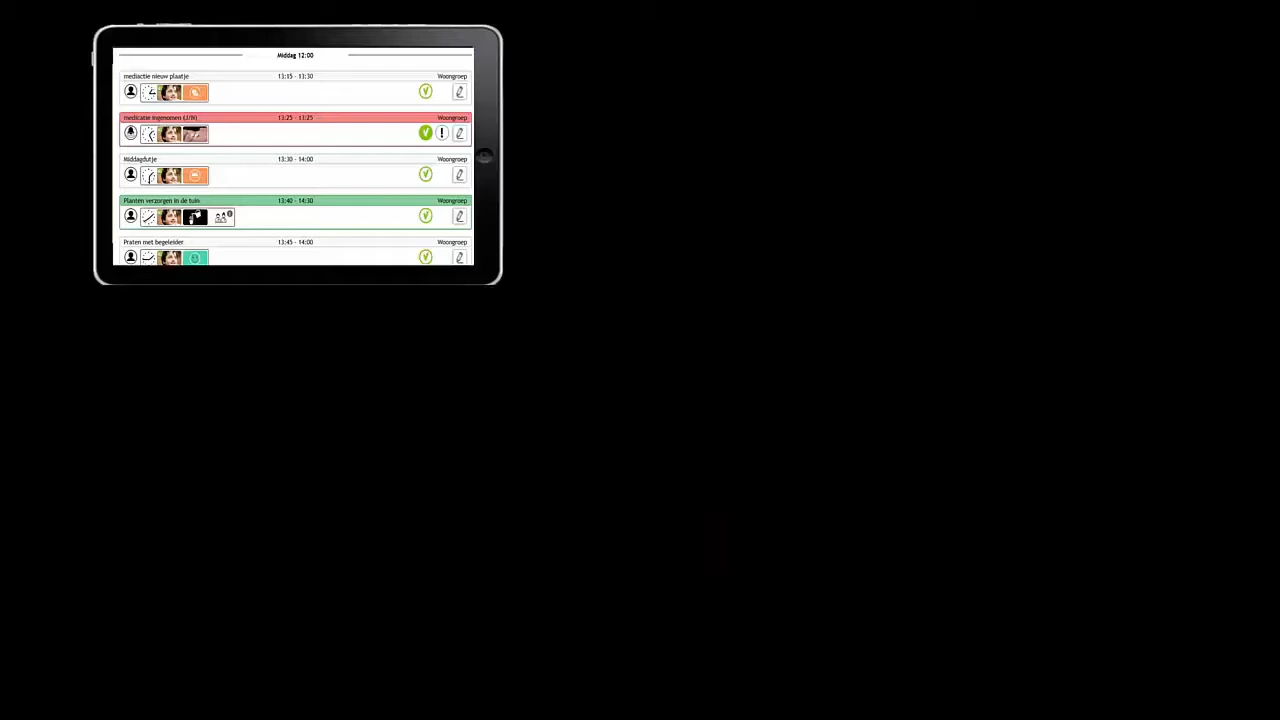 Middag 12:00
mediactie nieuw plaatje 13:15 - 13:30 Woongroep
medicatie ingenomen (J/N) 13:25 - 13:25 Woongroep
Middagdutje 13:30 - 14:00 Woongroep
Planten verzorgen in de tuin 13:40 - 14:30 Woongroep
Praten met begeleider 13:45 - 14:00 Woongroep